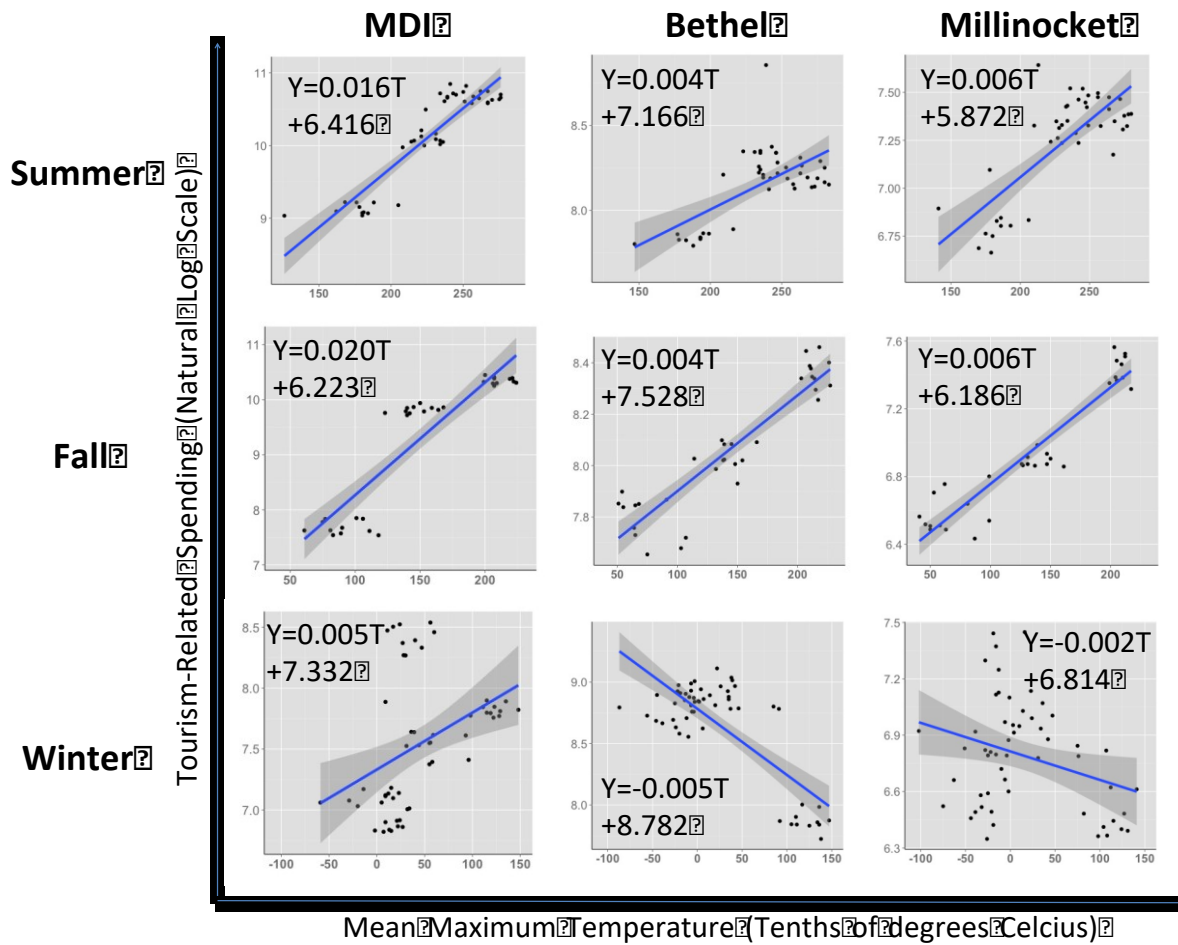 MDI⍰ Bethel⍰ Millinocket⍰
Summer⍰
Fall⍰
Winter⍰
Tourism-Related⍰Spending⍰(Natural⍰Log⍰Scale)⍰
Y=0.016T
+6.416⍰
11
10
9
150 200 250
Y=0.004T
+7.166⍰
8.5
8.0
150 200 250
Y=0.006T
+5.872⍰
7.50
7.25
7.00
6.75
150 200 250
Y=0.020T
+6.223⍰
11
10
9
8
7
50 100 150 200
Y=0.004T
+7.528⍰
8.4
8.2
8.0
7.8
50 100 150 200
Y=0.006T
+6.186⍰
7.6
7.2
6.8
6.4
50 100 150 200
Y=0.005T
+7.332⍰
8.5
8.0
7.5
7.0
-100 -50 0 50 100 150
Y=-0.005T
+8.782⍰
9.0
8.5
8.0
-100 -50 0 50 100 150
Y=-0.002T
+6.814⍰
7.5
7.2
6.9
6.6
6.3
-100 -50 0 50 100 150
Mean⍰Maximum⍰Temperature⍰(Tenths⍰of⍰degrees⍰Celcius)⍰